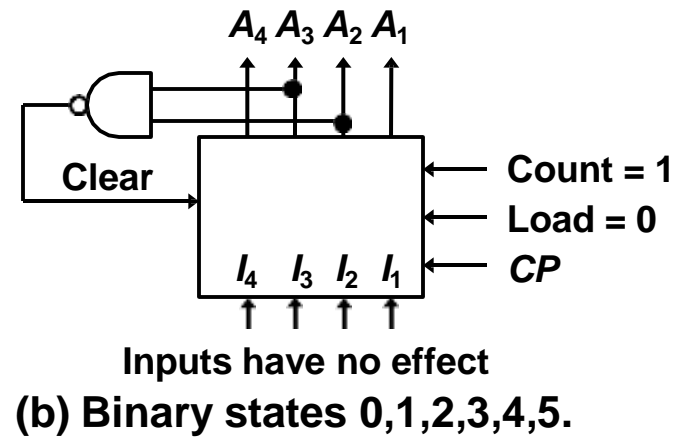 A4 A3 A2 A1
Clear
Count = 1
Load = 0
I4 I3 I2 I1
CP
Inputs have no effect
(b) Binary states 0,1,2,3,4,5.